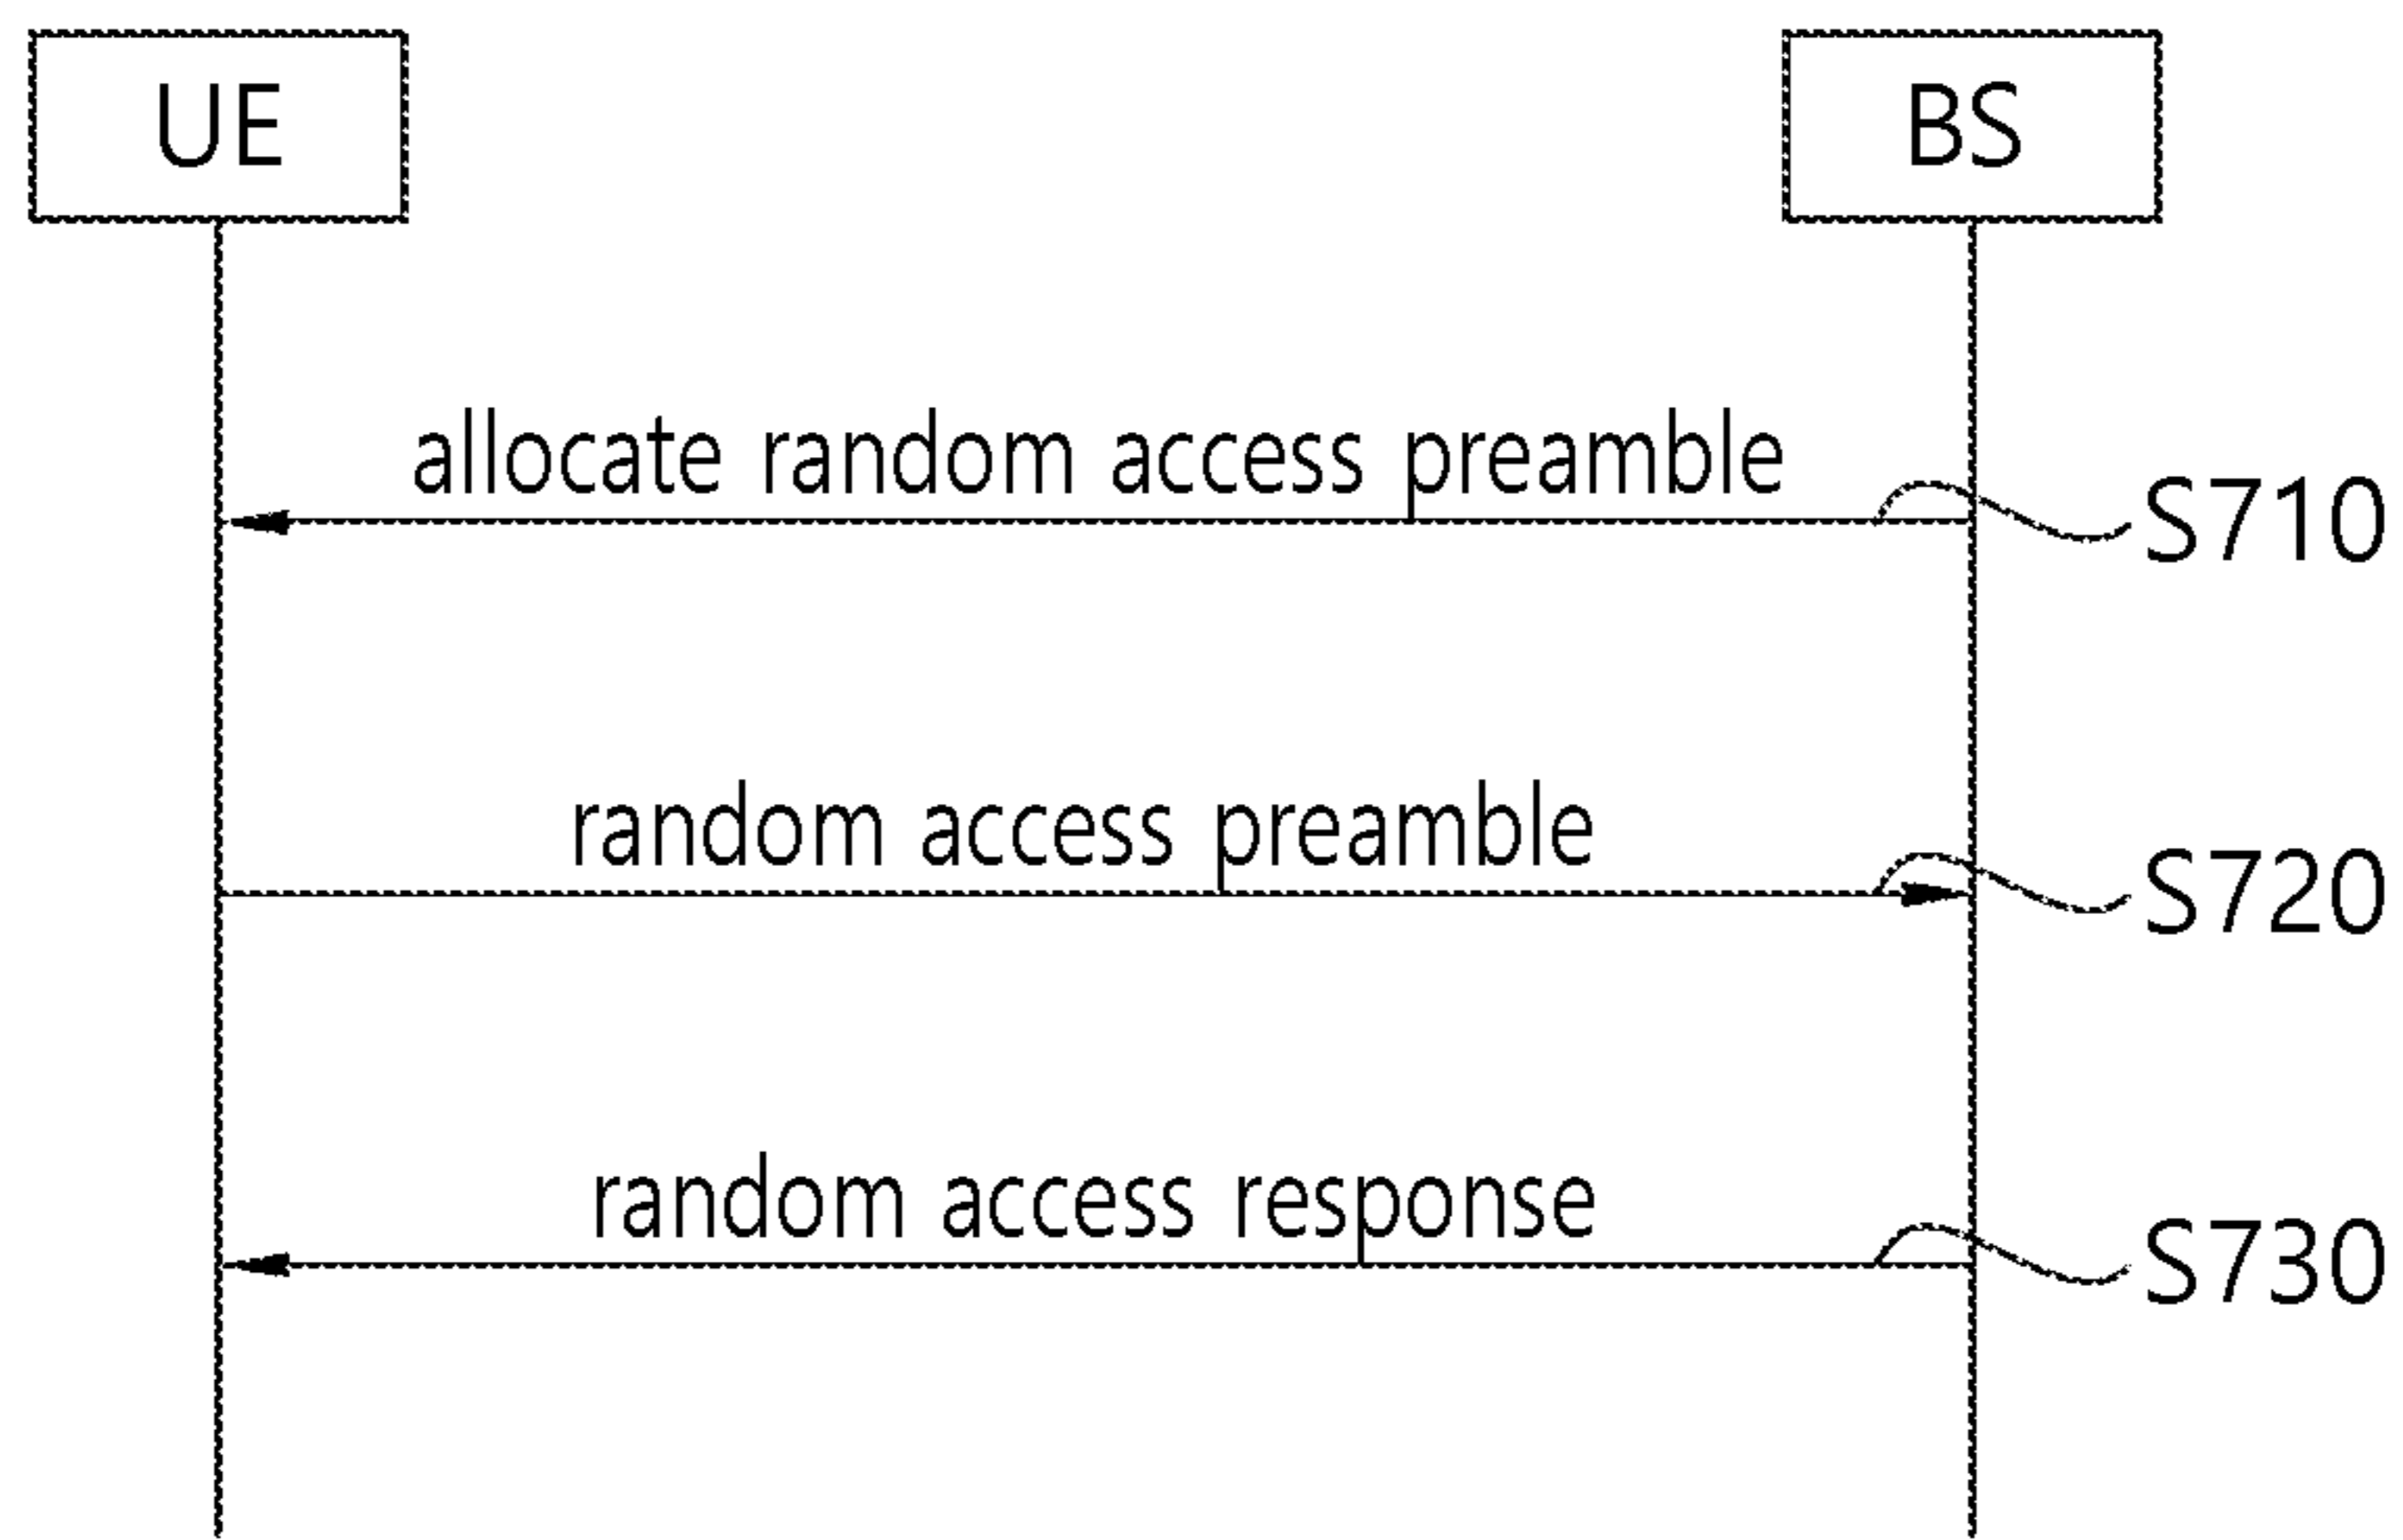 UE
BS
allocate random access preamble
S710
random access preamble
S720
random access response
S730